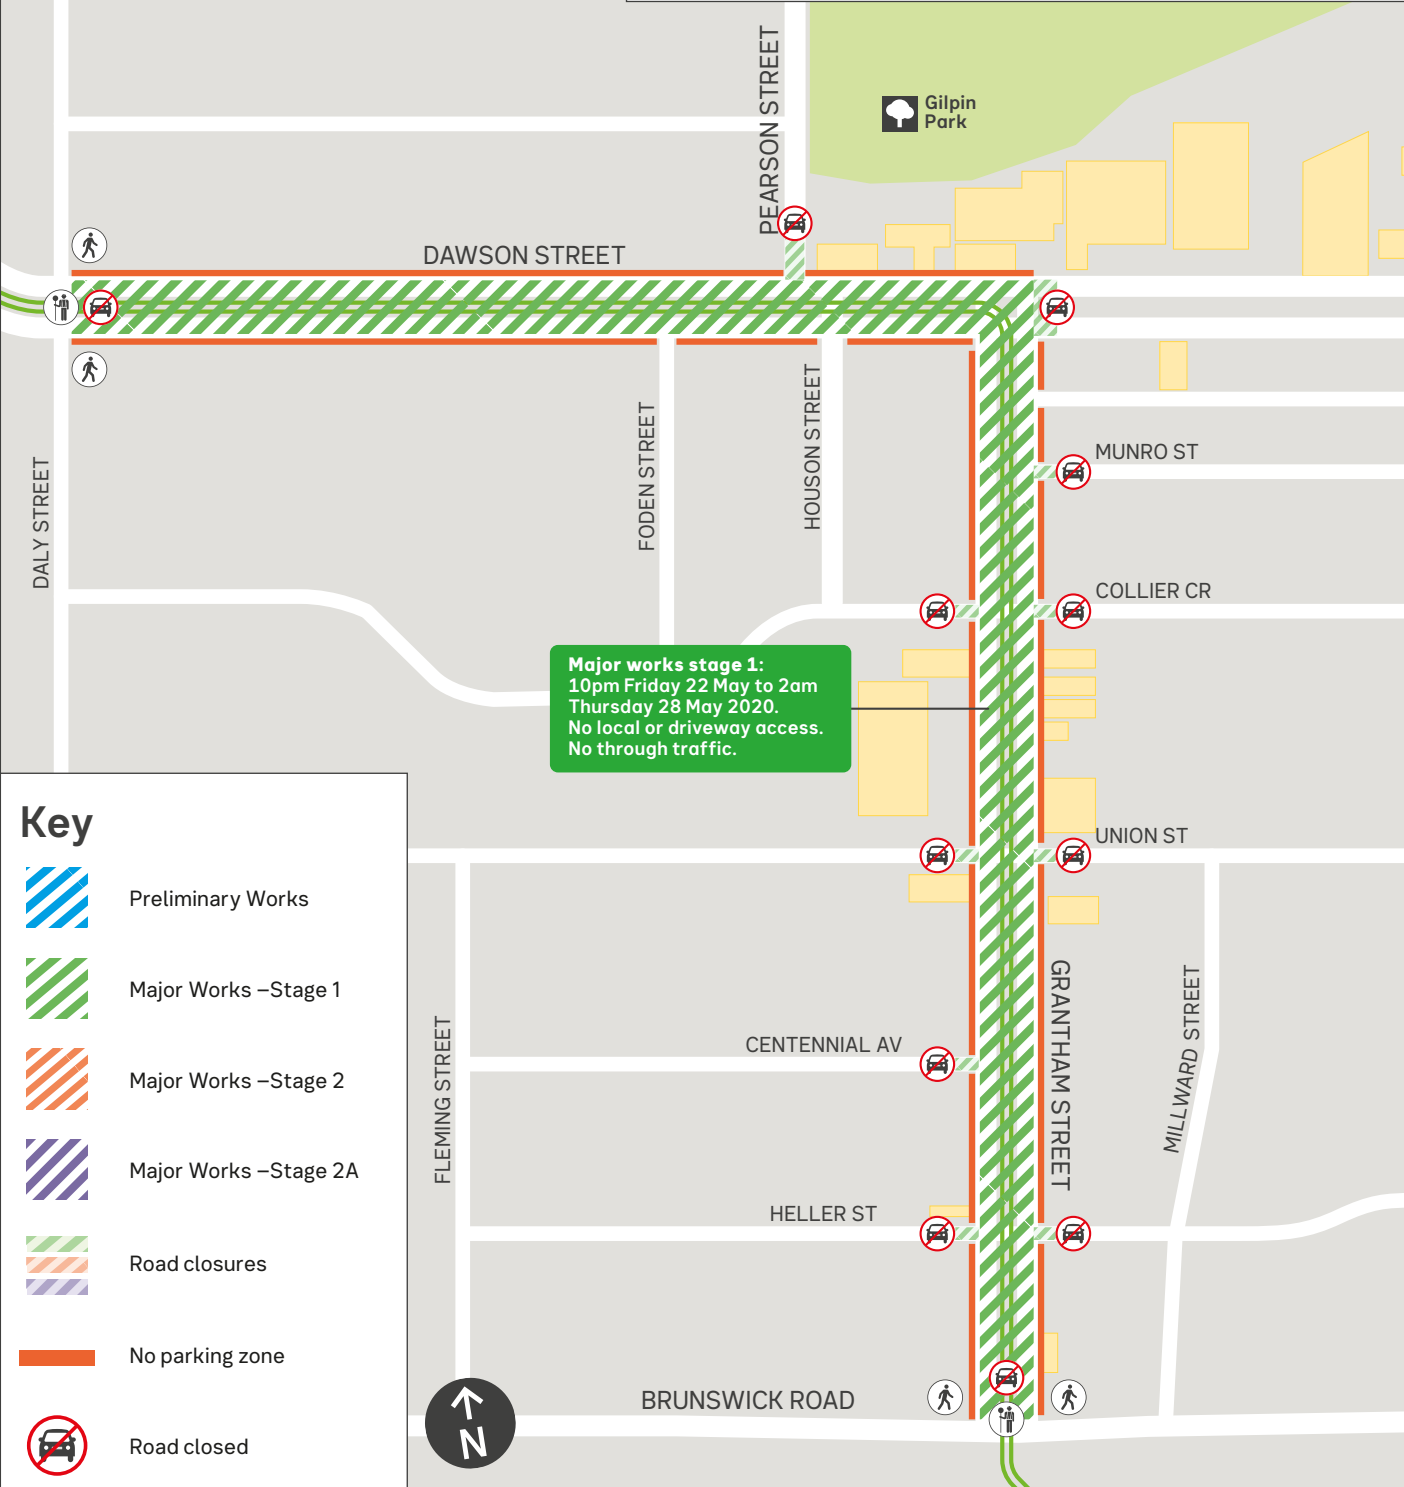 PEARSON STREET
Gilpin
Park
DAWSON STREET
DALY STREET
FODEN STREET
HOUSON STREET
MUNRO ST
COLLIER CR
Major works stage 1:
10pm Friday 22 May to 2am
Thursday 28 May 2020.
No local or driveway access.
No through traffic.
UNION ST
GRANTHAM STREET
MILLWARD STREET
CENTENNIAL AV
FLEMING STREET
HELLER ST
BRUNSWICK ROAD
N
Key
Preliminary Works
Major Works –Stage 1
Major Works –Stage 2
Major Works –Stage 2A
Road closures
No parking zone
Road closed